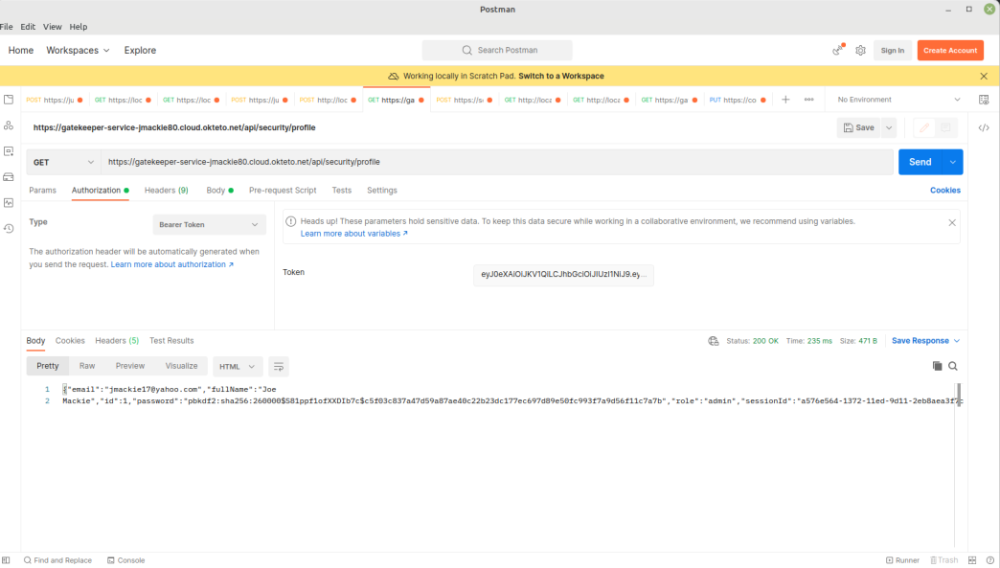 Postman
File Edit View Help
Home Workspaces Explore Search Postman Sign In Create Account
Working locally in Scratch Pad. Switch to a Workspace
POST https://ju GET https://loc GET https://loc POST https://ju POST http://loc GET https://ga POST https://s GET http://loca GET http://loca GET https://ga PUT https://co No Environment
https://gatekeeper-service-jmackie80.cloud.okteto.net/api/security/profile Save
GET https://gatekeeper-service-jmackie80.cloud.okteto.net/api/security/profile Send
Params Authorization Headers (9) Body Pre-request Script Tests Settings Cookies
Type Bearer Token
Heads up! These parameters hold sensitive data. To keep this data secure while working in a collaborative environment, we recommend using variables.
Learn more about variables
The authorization header will be automatically generated when
you send the request. Learn more about authorization
Token
Body Cookies Headers (5) Test Results Status: 200 OK Time: 235 ms Size: 471 B Save Response
Pretty Raw Preview Visualize HTML
1 {"email":"jmackie17@yahoo.com","fullName":"Joe
2 Mackie","id":1,"password":"pbkdf2:sha256:260000$ ,"role":"admin","sessionId":"a576e564-1372-11ed-9d11-2eb8aea3f
Find and Replace Console Runner Trash